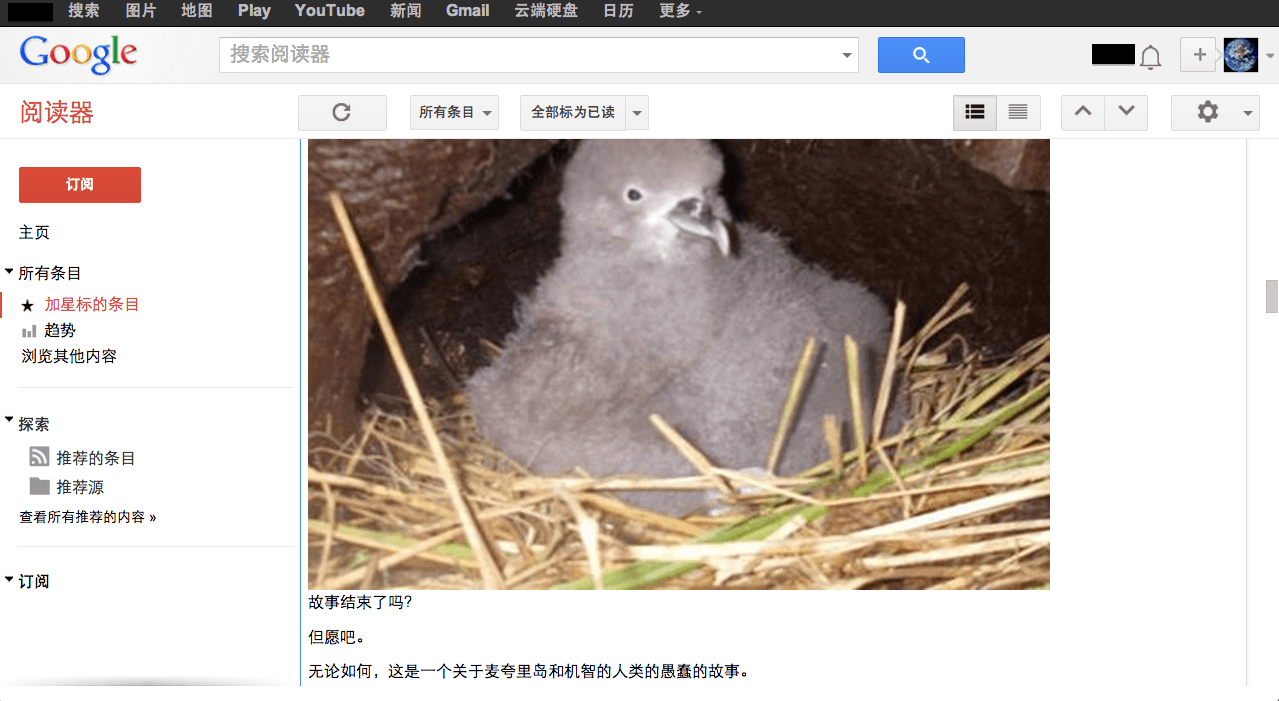 搜索 图片 地图 Play YouTube 新闻 Gmail 云端硬盘 日历 更多
Google 搜索阅读器 +
阅读器 所有条目 全部标为已读
订阅
主页
所有条目
加星标的条目
趋势
浏览其他内容
探索
推荐的条目
推荐源
查看所有推荐的内容 »
订阅
故事结束了吗？
但愿吧。
无论如何，这是一个关于麦夸里岛和机智的人类的愚蠢的故事。